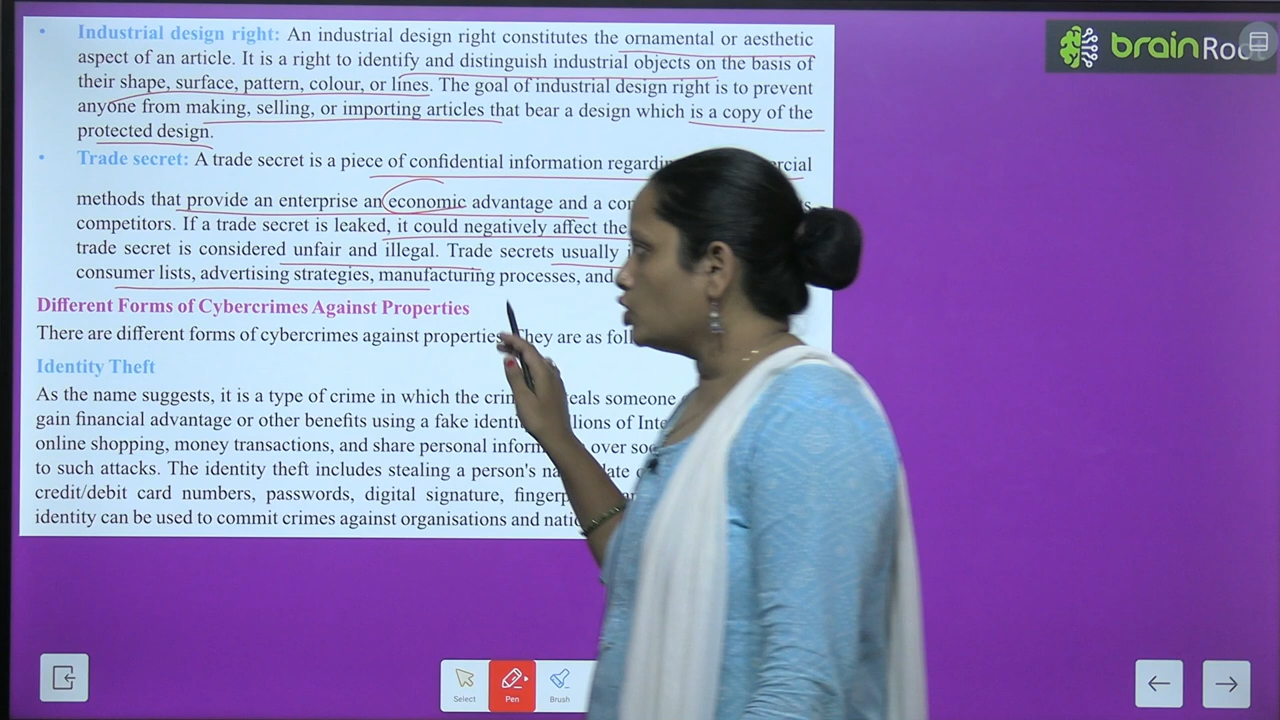 • Industrial design right: An industrial design right constitutes the ornamental or aesthetic
aspect of an article. It is a right to identify and distinguish industrial objects on the basis of
their shape, surface, pattern, colour, or lines. The goal of industrial design right is to prevent
anyone from making, selling, or importing articles that bear a design which is a copy of the
protected design.
• Trade secret: A trade secret is a piece of confidential information
methods that provide an enterprise an economic advantage and a
competitors. If a trade secret is leaked, it could negatively affect the
trade secret is considered unfair and illegal. Trade secrets usually
consumer lists, advertising strategies, manufacturing processes, and
Different Forms of Cybercrimes Against Properties
There are different forms of cybercrimes against properties. They are as
Identity Theft
As the name suggests, it is a type of crime in which the someone
gain financial advantage or other benefits using a fake of
online shopping, money transactions, and share personal over
to such attacks. The identity theft includes stealing a person's
credit/debit card numbers, passwords, digital signature,
identity can be used to commit crimes against organisations and
brain
Select
Pen
Brush